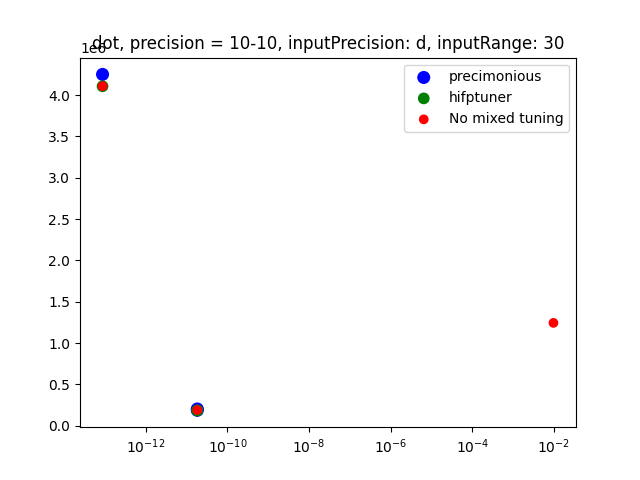 dot, precision = 10-10, inputPrecision: d, inputRange: 30
1e6
precimonious
hifptuner
No mixed tuning
4.0
3.5
3.0
2.5
2.0
1.5
1.0
0.5
0.0
10⁻¹² 10⁻¹⁰ 10⁻⁸ 10⁻⁶ 10⁻⁴ 10⁻²